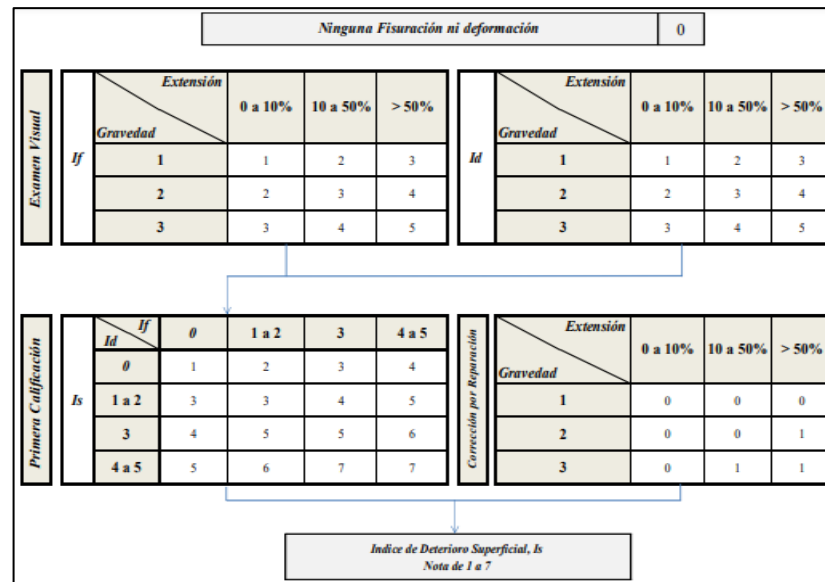 Ninguna Fisuración ni deformación 0
Examen Visual
If
Extensión
Gravedad
0 a 10% 10 a 50% > 50%
1 1 2 3
2 2 3 4
3 3 4 5
Id
Extensión
Gravedad
0 a 10% 10 a 50% > 50%
1 1 2 3
2 2 3 4
3 3 4 5
Primera Calificación
Is
If
Id
0 1 a 2 3 4 a 5
0 1 2 3 4
1 a 2 3 3 4 5
3 4 5 5 6
4 a 5 5 6 7 7
Corrección por Reparación
Extensión
Gravedad
0 a 10% 10 a 50% > 50%
1 0 0 0
2 0 0 1
3 0 1 1
Indice de Deterioro Superficial, Is
Nota de 1 a 7